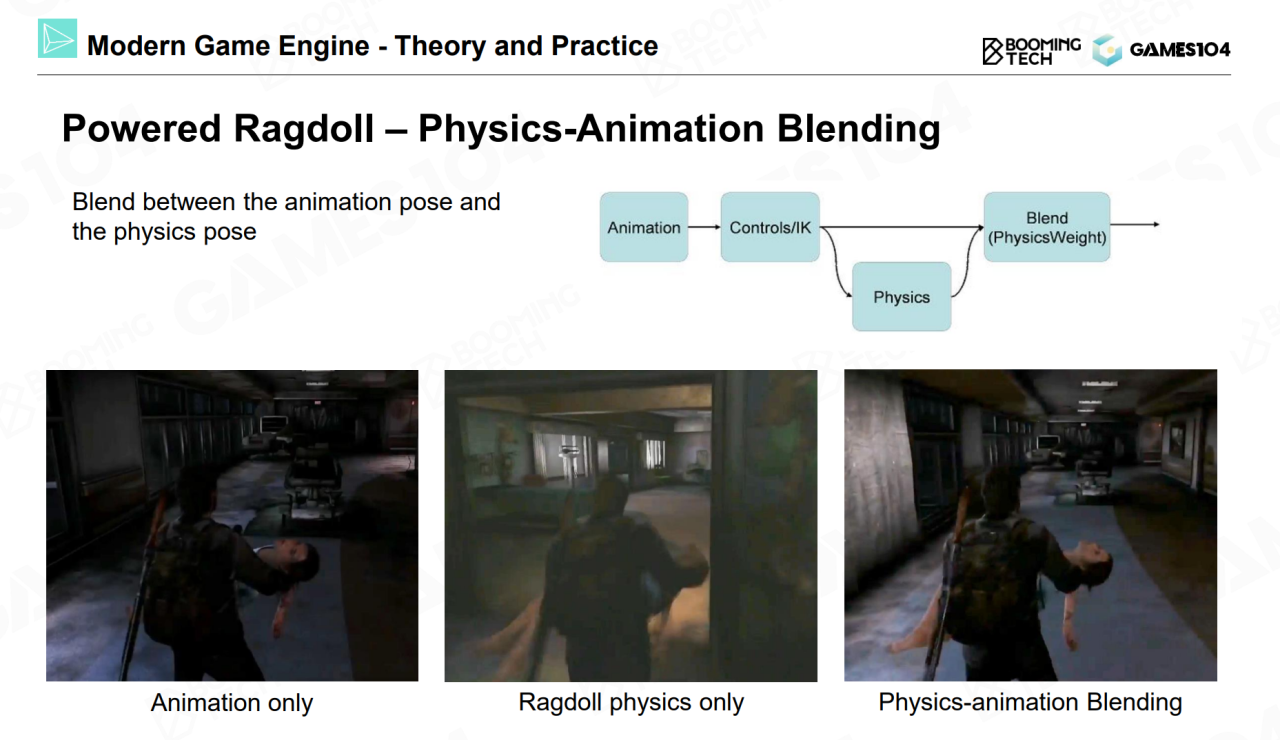 Modern Game Engine - Theory and Practice
BOOMING
TECH
GAMES104
Powered Ragdoll – Physics-Animation Blending
Blend between the animation pose and
the physics pose
Animation
Controls/IK
Physics
Blend
(PhysicsWeight)
Animation only
Ragdoll physics only
Physics-animation Blending